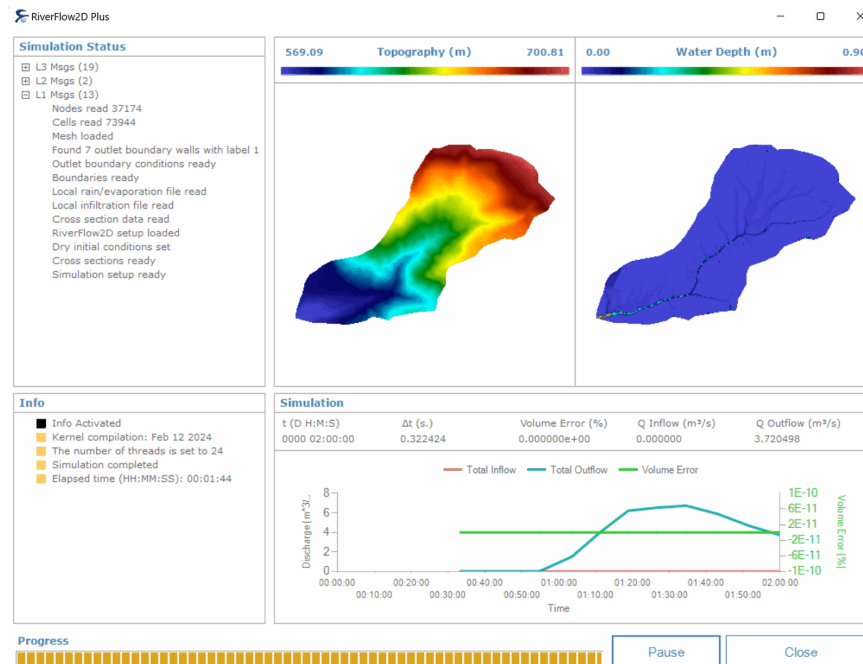 RiverFlow2D Plus
Simulation Status
L3 Msgs (19)
L2 Msgs (2)
L1 Msgs (13)
Nodes read 37174
Cells read 73944
Mesh loaded
Found 7 outlet boundary walls with label 1
Outlet boundary conditions ready
Boundaries ready
Local rain/evaporation file read
Local infiltration file read
Cross section data read
RiverFlow2D setup loaded
Dry initial conditions set
Cross sections ready
Simulation setup ready
569.09 Topography (m) 700.81
0.00 Water Depth (m) 0.90
Info
Info Activated
Kernel compilation: Feb 12 2024
The number of threads is set to 24
Simulation completed
Elapsed time (HH:MM:SS): 00:01:44
Simulation
t (D H:M:S) Δt (s.) Volume Error (%) Q Inflow (m³/s) Q Outflow (m³/s)
0000 02:00:00 0.322424 0.000000e+00 0.000000 3.720498
Total Inflow Total Outflow Volume Error
Discharge [m^3/...
8
6
4
2
0
1E-10
6E-11
2E-11
-2E-11
-6E-11
-1E-10
Volume Error [%]
00:00:00 00:20:00 00:40:00 01:00:00 01:20:00 01:40:00 02:00:00
00:10:00 00:30:00 00:50:00 01:10:00 01:30:00 01:50:00
Time
Progress
Pause
Close